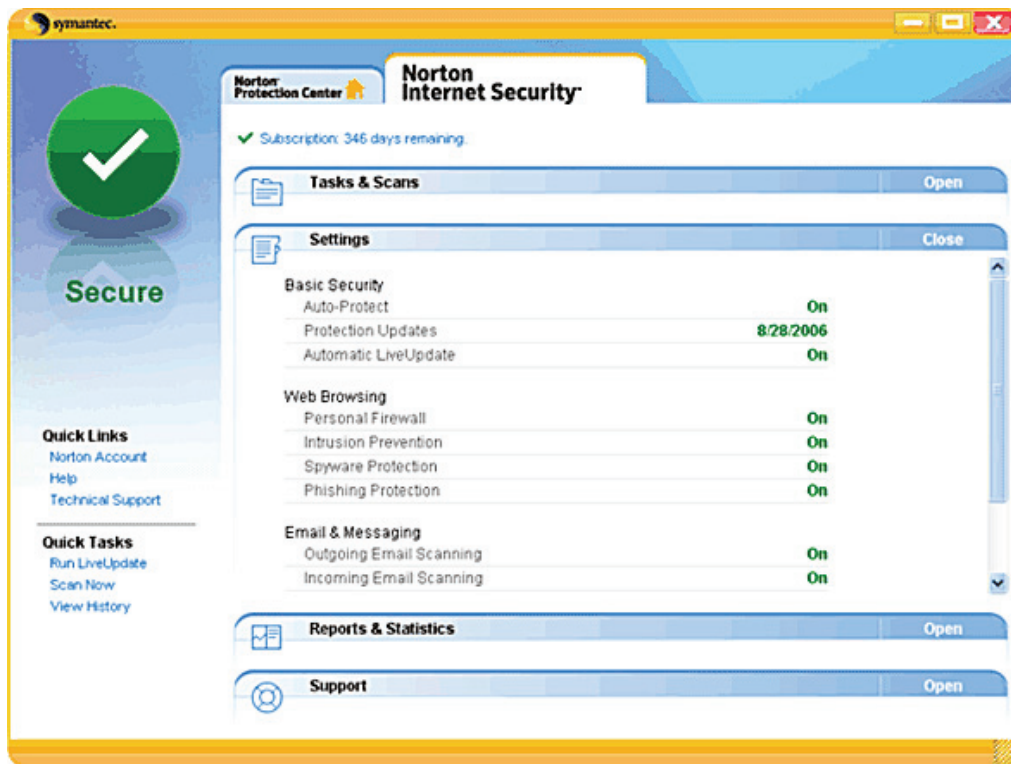 symantec.
Norton Protection Center
Norton Internet Security
Subscription: 346 days remaining.
Tasks & Scans Open
Settings Close
Secure
Basic Security
Auto-Protect On
Protection Updates 8/28/2006
Automatic LiveUpdate On
Web Browsing
Personal Firewall On
Intrusion Prevention On
Spyware Protection On
Phishing Protection On
Email & Messaging
Outgoing Email Scanning On
Incoming Email Scanning On
Quick Links
Norton Account
Help
Technical Support
Quick Tasks
Run LiveUpdate
Scan Now
View History
Reports & Statistics Open
Support Open